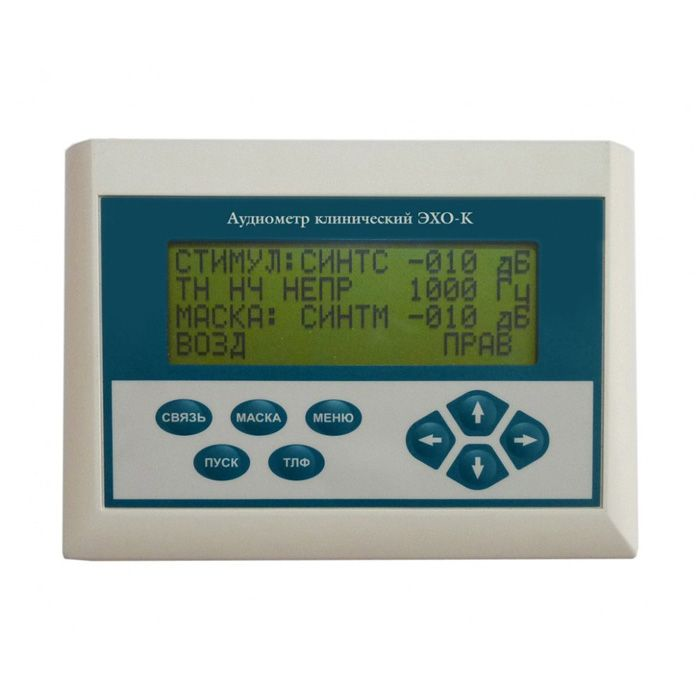 Аудиометр клинический ЭХО-К
СТИМУЛ:СИНТС -010 дБ
ТН НЧ НЕПР 1000 Гц
МАСКА: СИНТМ -010 дБ
ВОЗД ПРАВ
СВЯЗЬ МАСКА МЕНЮ
ПУСК ТЛФ